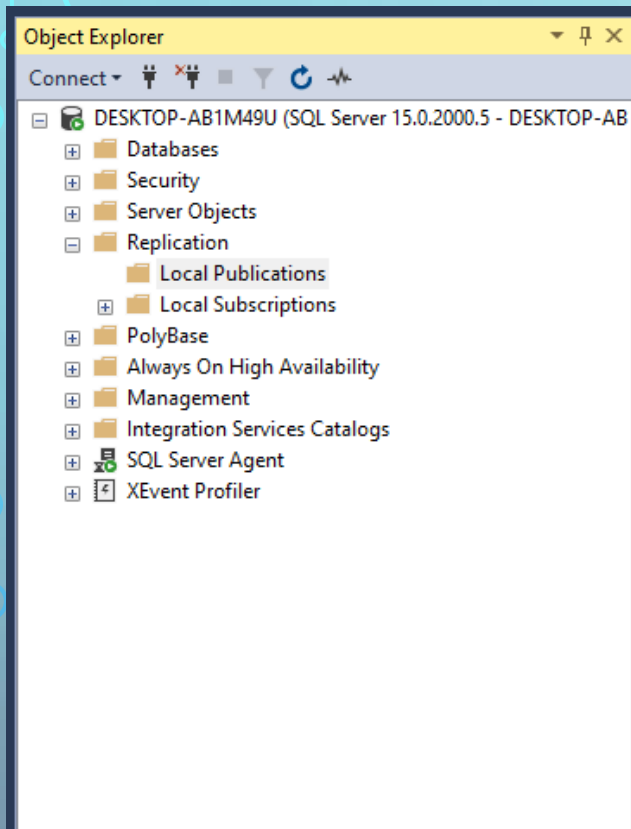 Object Explorer
Connect
DESKTOP-AB1M49U (SQL Server 15.0.2000.5 - DESKTOP-AB
Databases
Security
Server Objects
Replication
Local Publications
Local Subscriptions
PolyBase
Always On High Availability
Management
Integration Services Catalogs
SQL Server Agent
XEvent Profiler